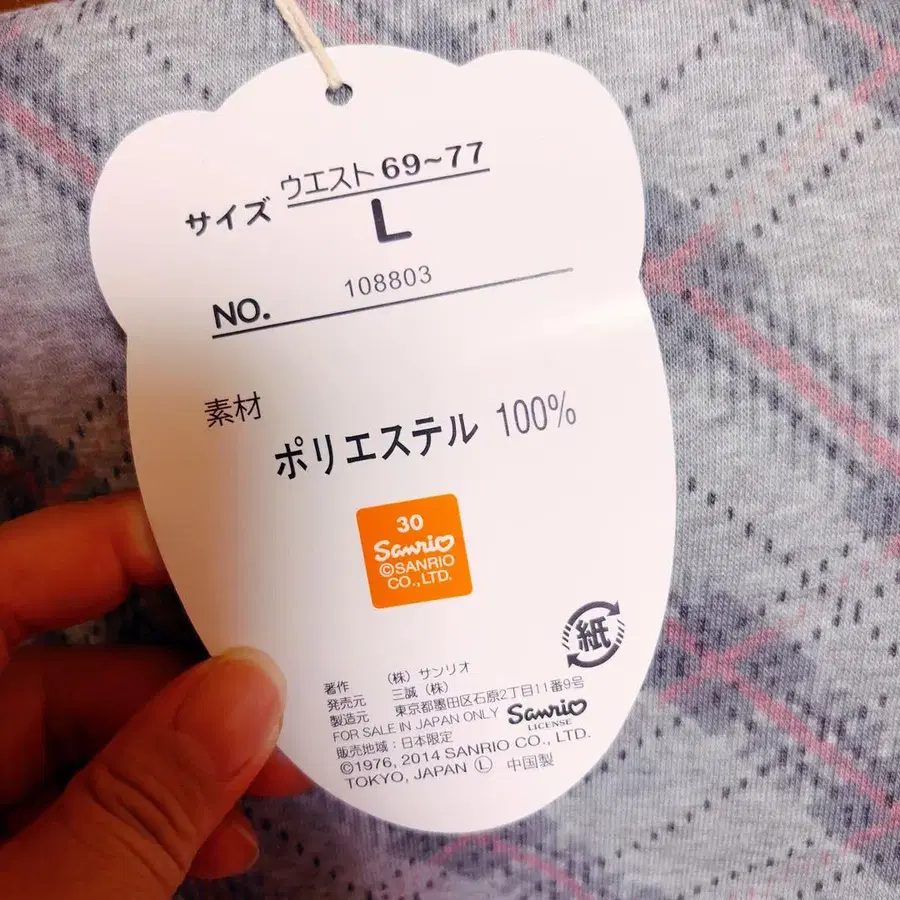 ウエスト 69~77
サイズ L
NO. 108803
素材
ポリエステル 100%
30
Sanrio
©SANRIO
CO.,LTD.
紙
著作 (株) サンリオ
発売元 三誠 (株)
製造元 東京都墨田区石原2丁目11番9号
FOR SALE IN JAPAN ONLY
Sanrio
LICENSE
販売地域:日本限定
©1976, 2014 SANRIO CO., LTD.
TOKYO, JAPAN Ⓛ 中国製